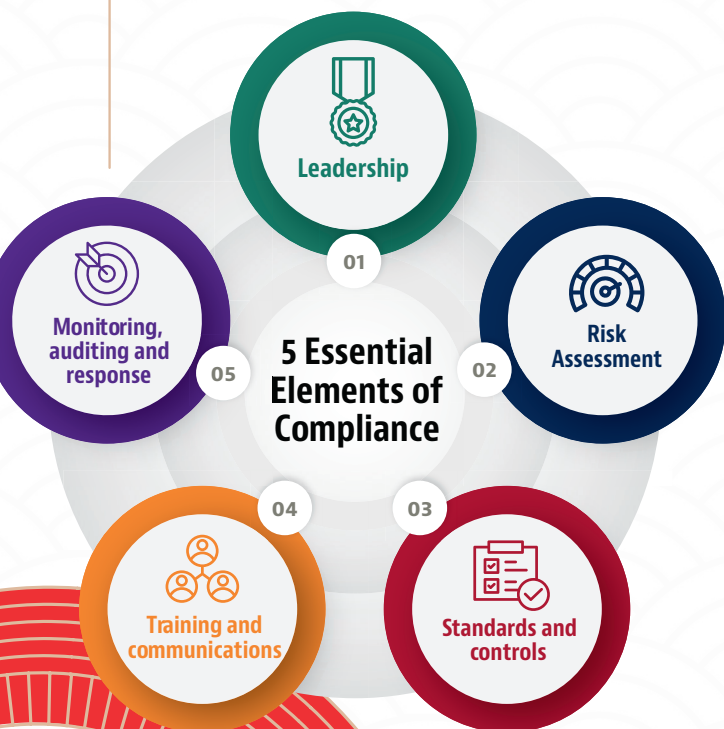 5 Essential
Elements of
Compliance
01
Leadership
02
Risk
Assessment
03
Standards and
controls
04
Training and
communications
05
Monitoring,
auditing and
response